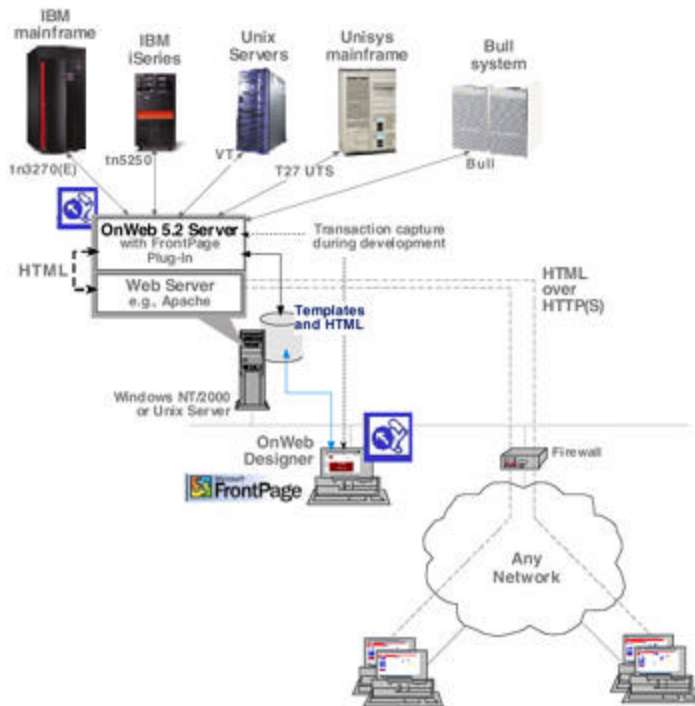 IBM
mainframe
IBM
iSeries
Unix
Servers
Unisys
mainframe
Bull
system
tn3270(E)
tn5250
VT
T27 UTS
Bull
OnWeb 5.2 Server
with FrontPage
Plug-In
Transaction capture
during development
HTML
Web Server
e.g., Apache
HTML
over
HTTP(S)
Templates
and HTML
Windows NT/2000
or Unix Server
OnWeb
Designer
Firewall
Microsoft
FrontPage
Any
Network